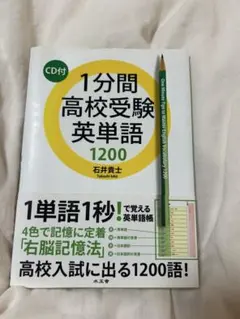 CD付
1分間
高校受験
英単語
1200
石井貴士
Takashi Ishii
1単語1秒!で覚える
英単語帳
4色で記憶に定着
「右脳記憶法」
高校入試に出る1200語!
水王舎